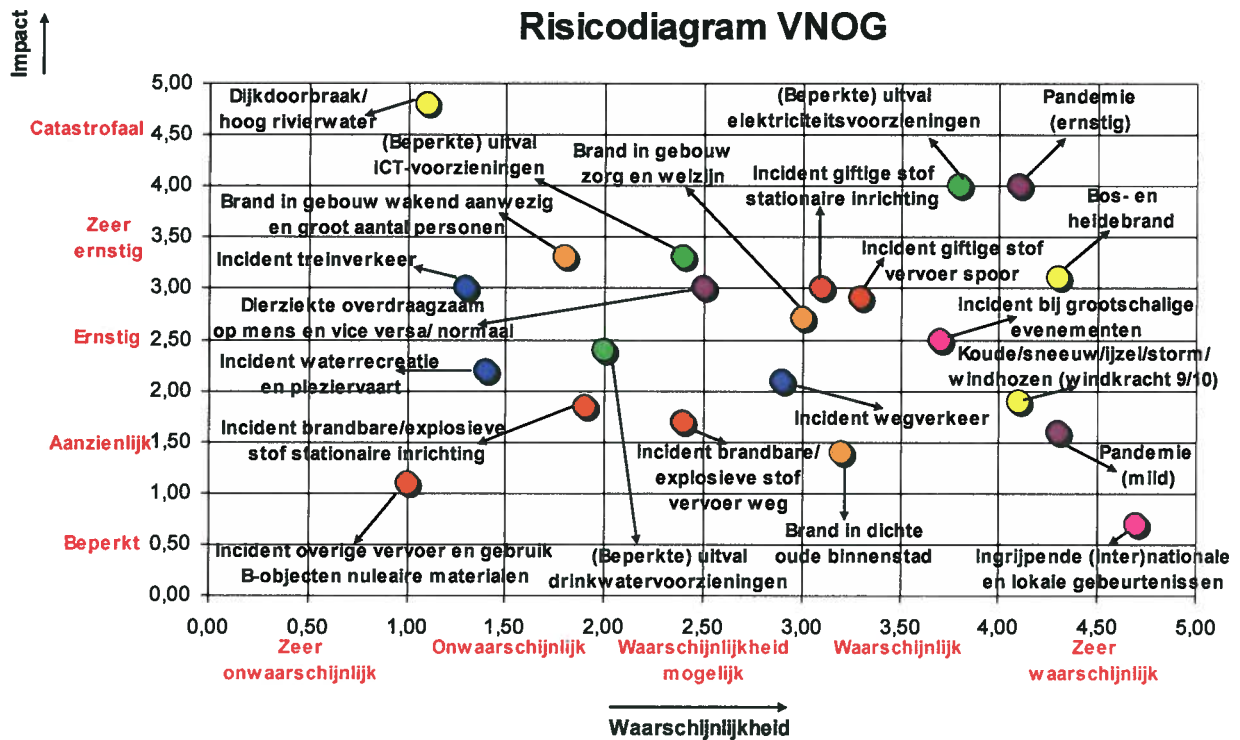 Risicodiagram VNOG
Impact
5,00
4,50
4,00
3,50
3,00
2,50
2,00
1,50
1,00
0,50
0,00
Catastrofaal
Zeer
ernstig
Ernstig
Aanzienlijk
Beperkt
Dijkdoorbraak/
hoog rivierwater
(Beperkte) uitval
iCT-voorzieningen
Brand in gebouw
zorg en welzijn
(Beperkte) uitval
elektriciteitsvoorzieningen
Pandemie
(ernstig)
Incident giftige stof
stationaire inrichting
Brand in gebouw wakend aanwezig
en groot aantal personen
Bos- en
heidebrand
Incident treinverkeer
Incident giftige stof
vervoer spoor
Dierziekte overdraagzaam
op mens en vice versa/ normaal
Incident bij grootschalige
evenementen
Incident waterrecreatie
en pleziervaart
Koude/sneeuw/ijzel/storm/
windhozen (windkracht 9/10)
Incident wegverkeer
Incident brandbare/explosieve
stof stationaire inrichting
Incident brandbare/
explosieve stof
vervoer weg
Pandemie
(mild)
Brand in dichte
oude binnenstad
Incident overige vervoer en gebruik
B-objecten nuleaire materialen
(Beperkte) uitval
drinkwatervoorzieningen
Ingrijpende (inter)nationale
en lokale gebeurtenissen
0,00 0,50 1,00 1,50 2,00 2,50 3,00 3,50 4,00 4,50 5,00
Zeer
onwaarschijnlijk
Onwaarschijnlijk
Waarschijnlijkheid
mogelijk
Waarschijnlijk
Zeer
waarschijnlijk
Waarschijnlijkheid